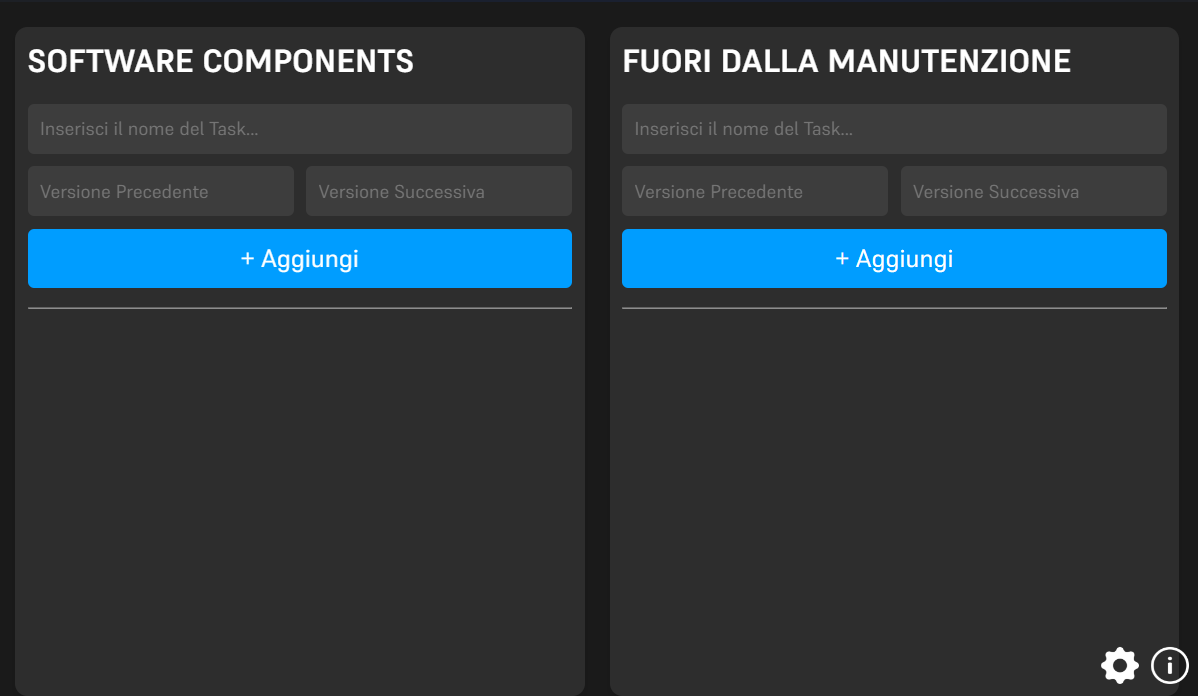 SOFTWARE COMPONENTS
Inserisci il nome del Task...
Versione Precedente
Versione Successiva
+ Aggiungi
FUORI DALLA MANUTENZIONE
Inserisci il nome del Task...
Versione Precedente
Versione Successiva
+ Aggiungi